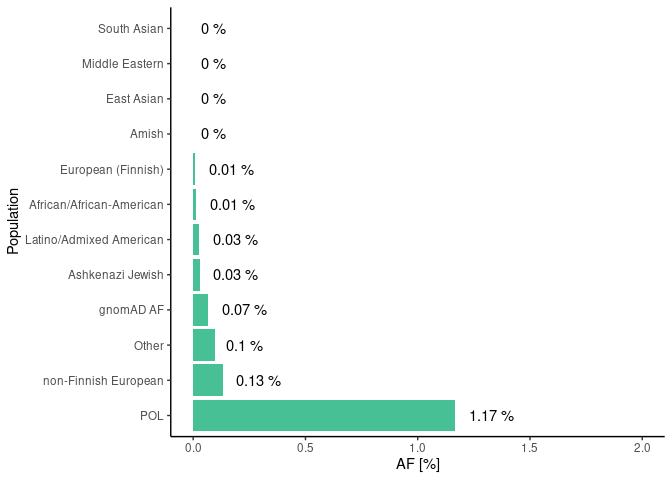 South Asian 0 %
Middle Eastern 0 %
East Asian 0 %
Amish 0 %
European (Finnish) 0.01 %
African/African-American 0.01 %
Latino/Admixed American 0.03 %
Ashkenazi Jewish 0.03 %
gnomAD AF 0.07 %
Other 0.1 %
non-Finnish European 0.13 %
POL 1.17 %
Population
0.0 0.5 1.0 1.5 2.0
AF [%]